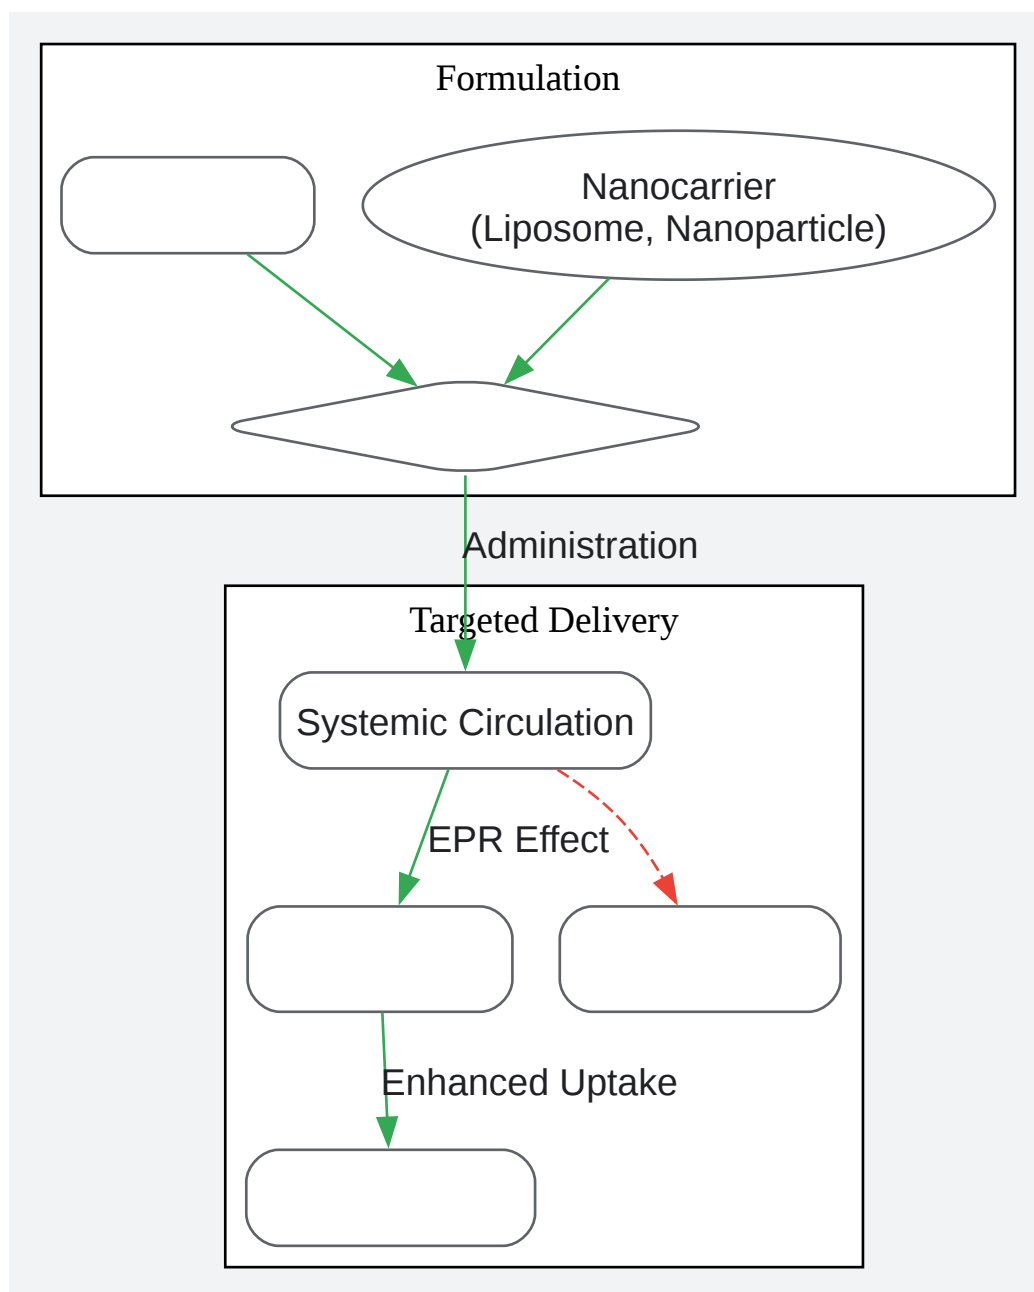 Formulation
Nanocarrier
(Liposome, Nanoparticle)
Administration
Targeted Delivery
Systemic Circulation
EPR Effect
Enhanced Uptake